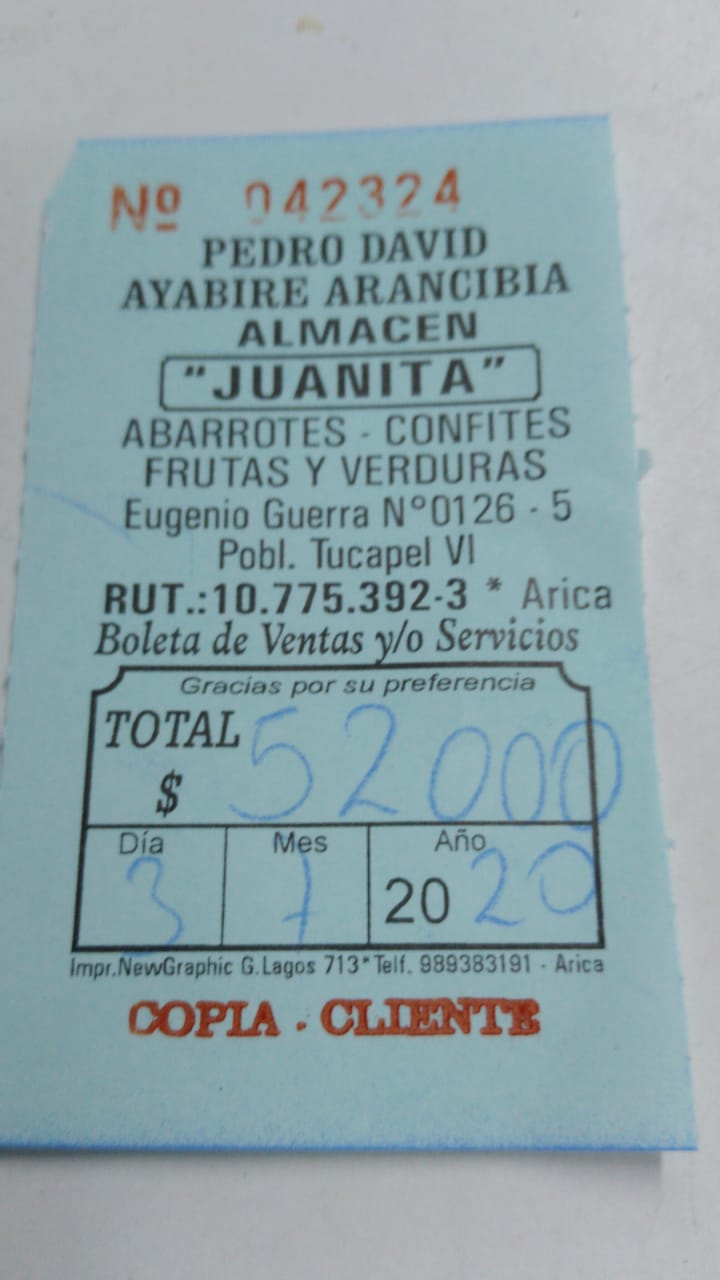 Nº 042324
PEDRO DAVID
AYABIRE ARANCIBIA
ALMACEN
"JUANITA"
ABARROTES - CONFITES
FRUTAS Y VERDURAS
Eugenio Guerra N°0126 - 5
Pobl. Tucapel VI
RUT.:10.775.392-3 * Arica
Boleta de Ventas y/o Servicios
Gracias por su preferencia
TOTAL
$ 52000
Día Mes Año
3 7 2020
Impr.NewGraphic G.Lagos 713*Telf. 989383191 - Arica
COPIA - CLIENTE